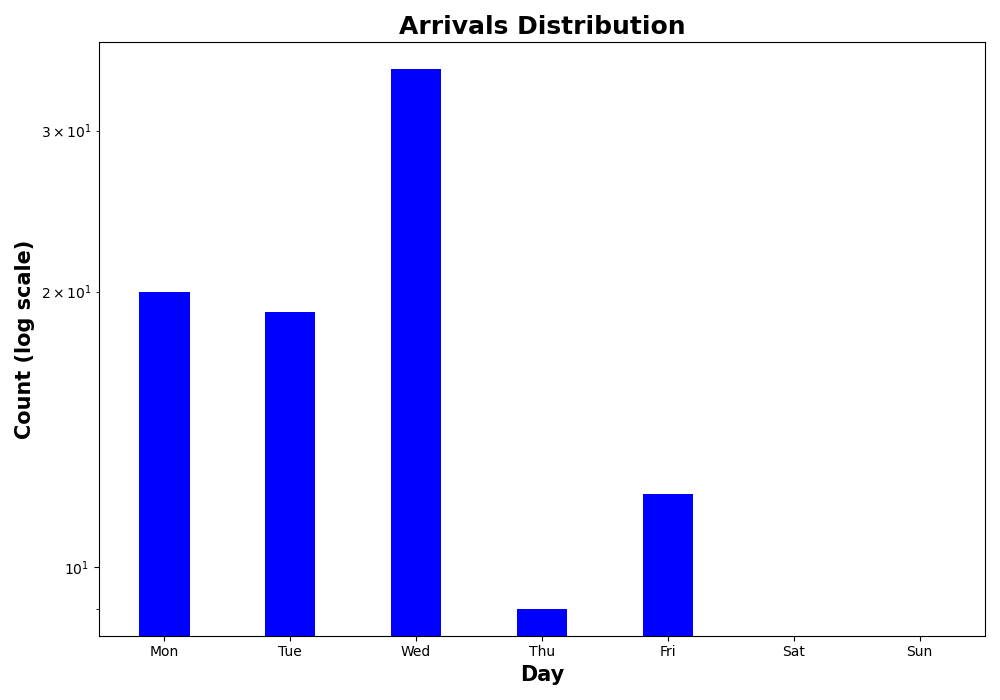 Arrivals Distribution
Count (log scale)
3 × 10¹
2 × 10¹
10¹
Mon Tue Wed Thu Fri Sat Sun
Day